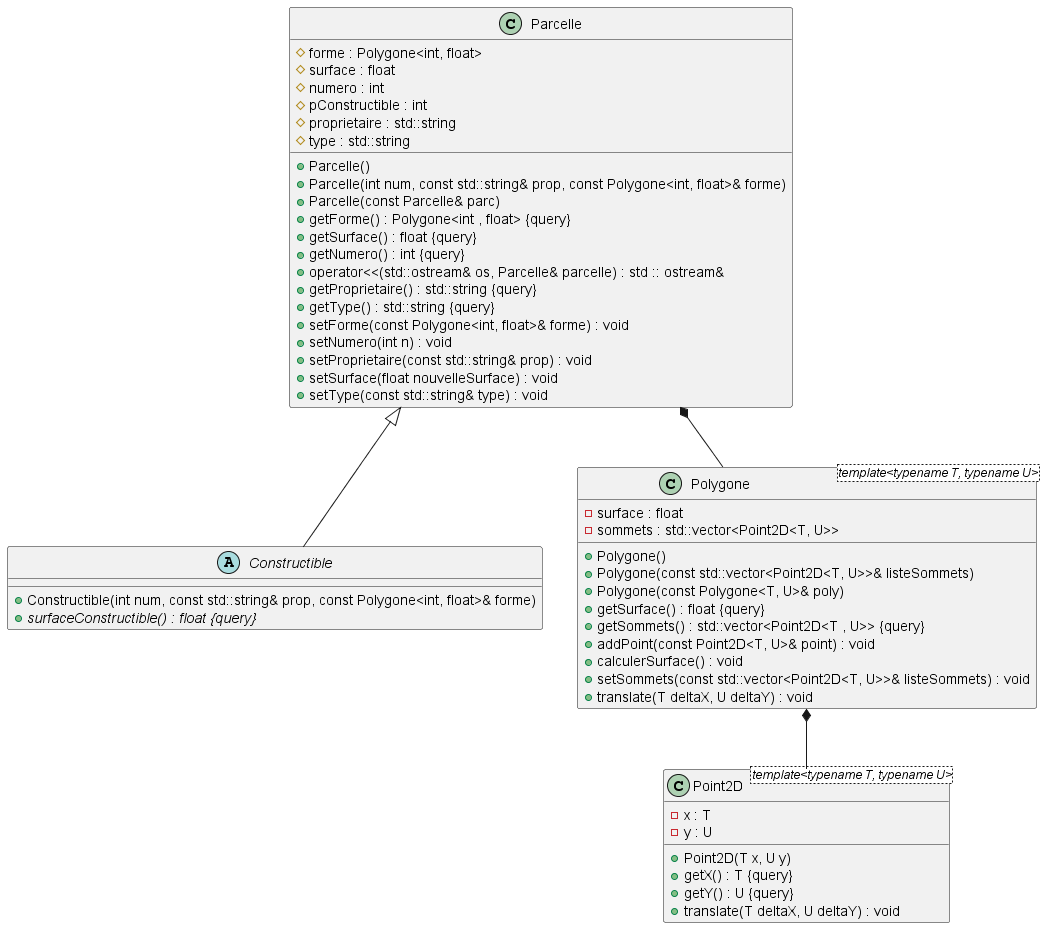 C Parcelle
forme : Polygone<int, float>
surface : float
numero : int
pConstructible : int
proprietaire : std::string
type : std::string
Parcelle()
Parcelle(int num, const std::string& prop, const Polygone<int, float>& forme)
Parcelle(const Parcelle& parc)
getForme() : Polygone<int , float> {query}
getSurface() : float {query}
getNumero() : int {query}
operator<<(std::ostream& os, Parcelle& parcelle) : std :: ostream&
getProprietaire() : std::string {query}
getType() : std::string {query}
setForme(const Polygone<int, float>& forme) : void
setNumero(int n) : void
setProprietaire(const std::string& prop) : void
setSurface(float nouvelleSurface) : void
setType(const std::string& type) : void
A Constructible
Constructible(int num, const std::string& prop, const Polygone<int, float>& forme)
surfaceConstructible() : float {query}
template<typename T, typename U>
C Polygone
surface : float
sommets : std::vector<Point2D<T, U>>
Polygone()
Polygone(const std::vector<Point2D<T, U>>& listeSommets)
Polygone(const Polygone<T, U>& poly)
getSurface() : float {query}
getSommets() : std::vector<Point2D<T , U>> {query}
addPoint(const Point2D<T, U>& point) : void
calculerSurface() : void
setSommets(const std::vector<Point2D<T, U>>& listeSommets) : void
translate(T deltaX, U deltaY) : void
template<typename T, typename U>
C Point2D
x : T
y : U
Point2D(T x, U y)
getX() : T {query}
getY() : U {query}
translate(T deltaX, U deltaY) : void